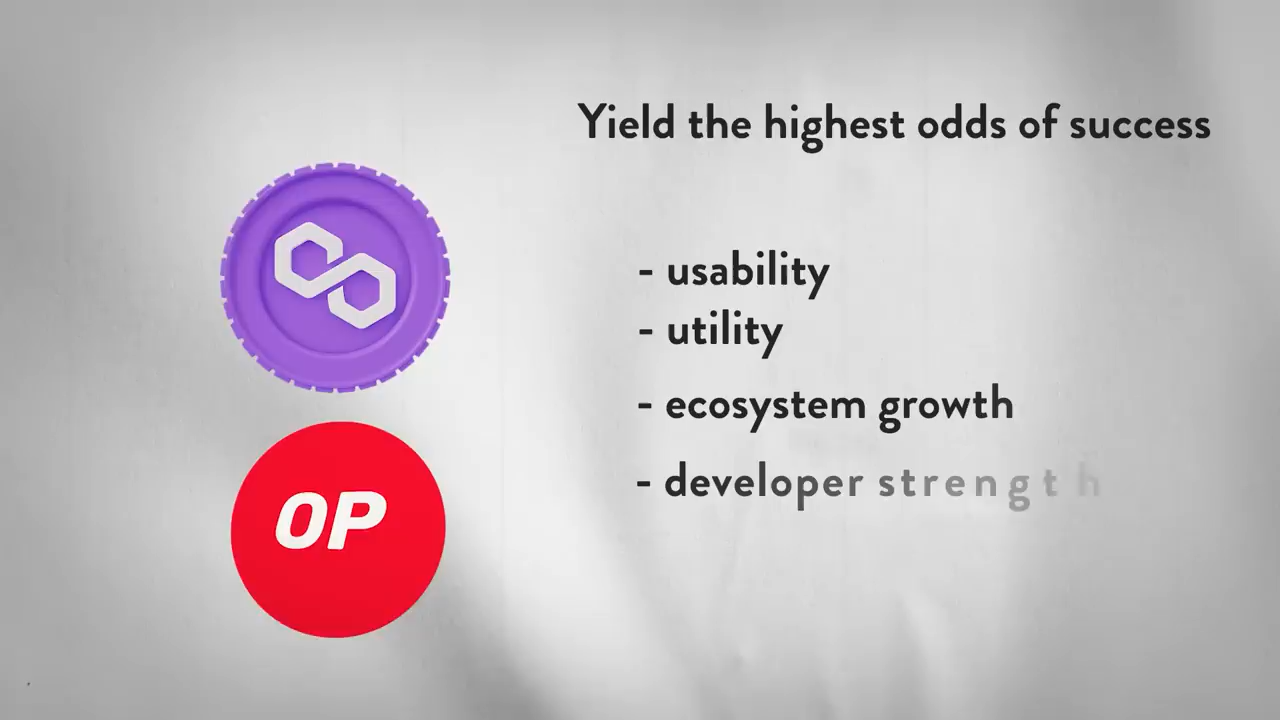 Yield the highest odds of success
- usability
- utility
- ecosystem growth
- developer strength
OP